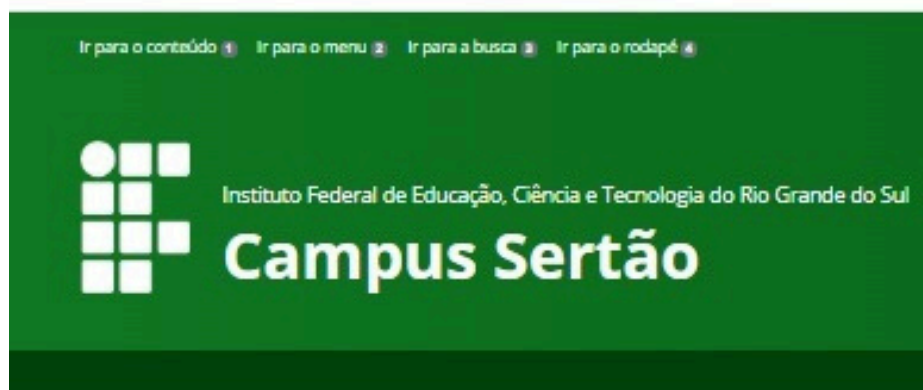 Ir para o conteúdo 1 Ir para o menu 2 Ir para a busca 3 Ir para o rodapé 4
Instituto Federal de Educação, Ciência e Tecnologia do Rio Grande do Sul
Campus Sertão